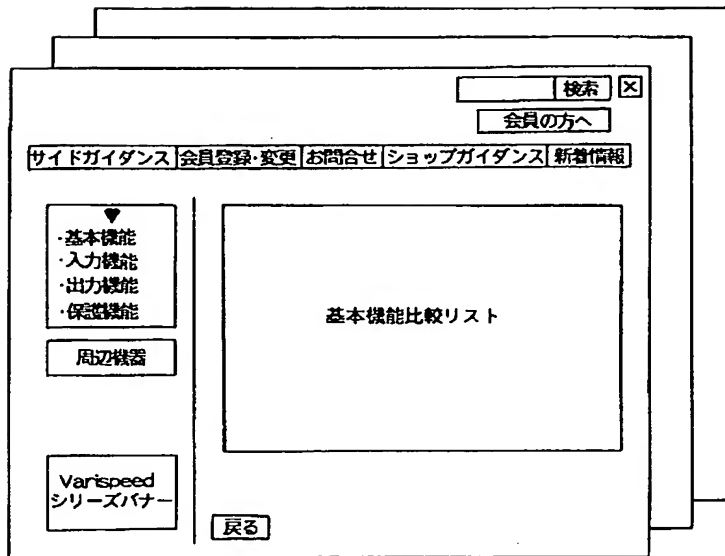 検索 ☒
会員の方へ
サイドガイダンス 会員登録・変更 お問合せ ショップガイダンス 新着情報
▼
・基本機能
・入力機能
・出力機能
・保護機能
周辺機器
基本機能比較リスト
Varispeed
シリーズバナー
戻る